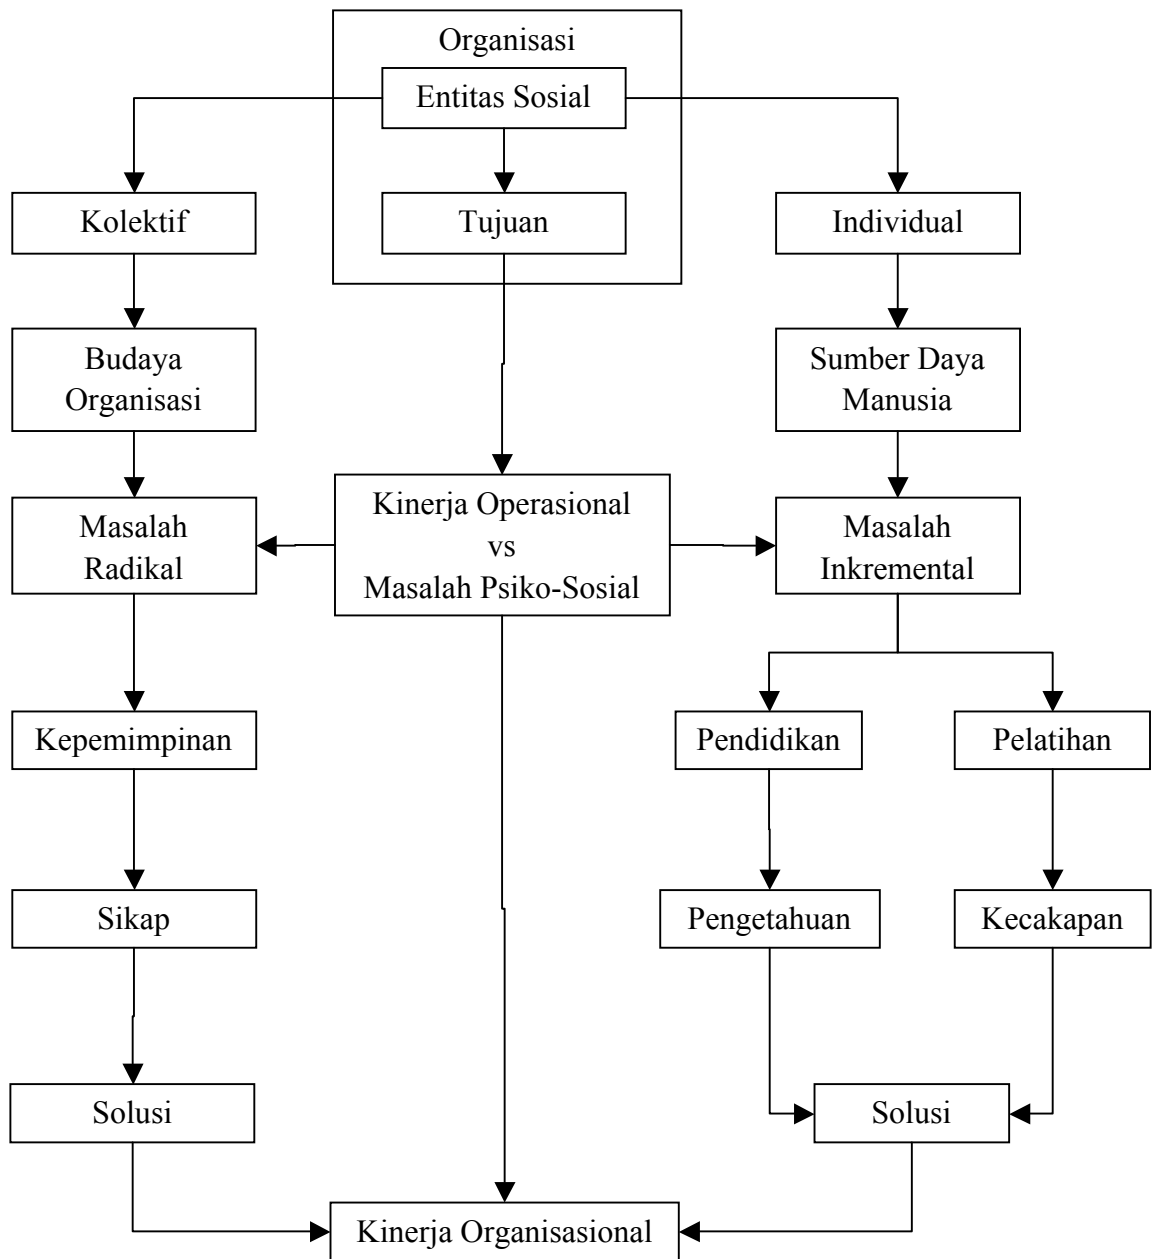 Organisasi
Entitas Sosial
Kolektif
Tujuan
Individual
Budaya
Organisasi
Sumber Daya
Manusia
Masalah
Radikal
Kinerja Operasional
vs
Masalah Psiko-Sosial
Masalah
Inkremental
Kepemimpinan
Pendidikan
Pelatihan
Sikap
Pengetahuan
Kecakapan
Solusi
Solusi
Kinerja Organisasional